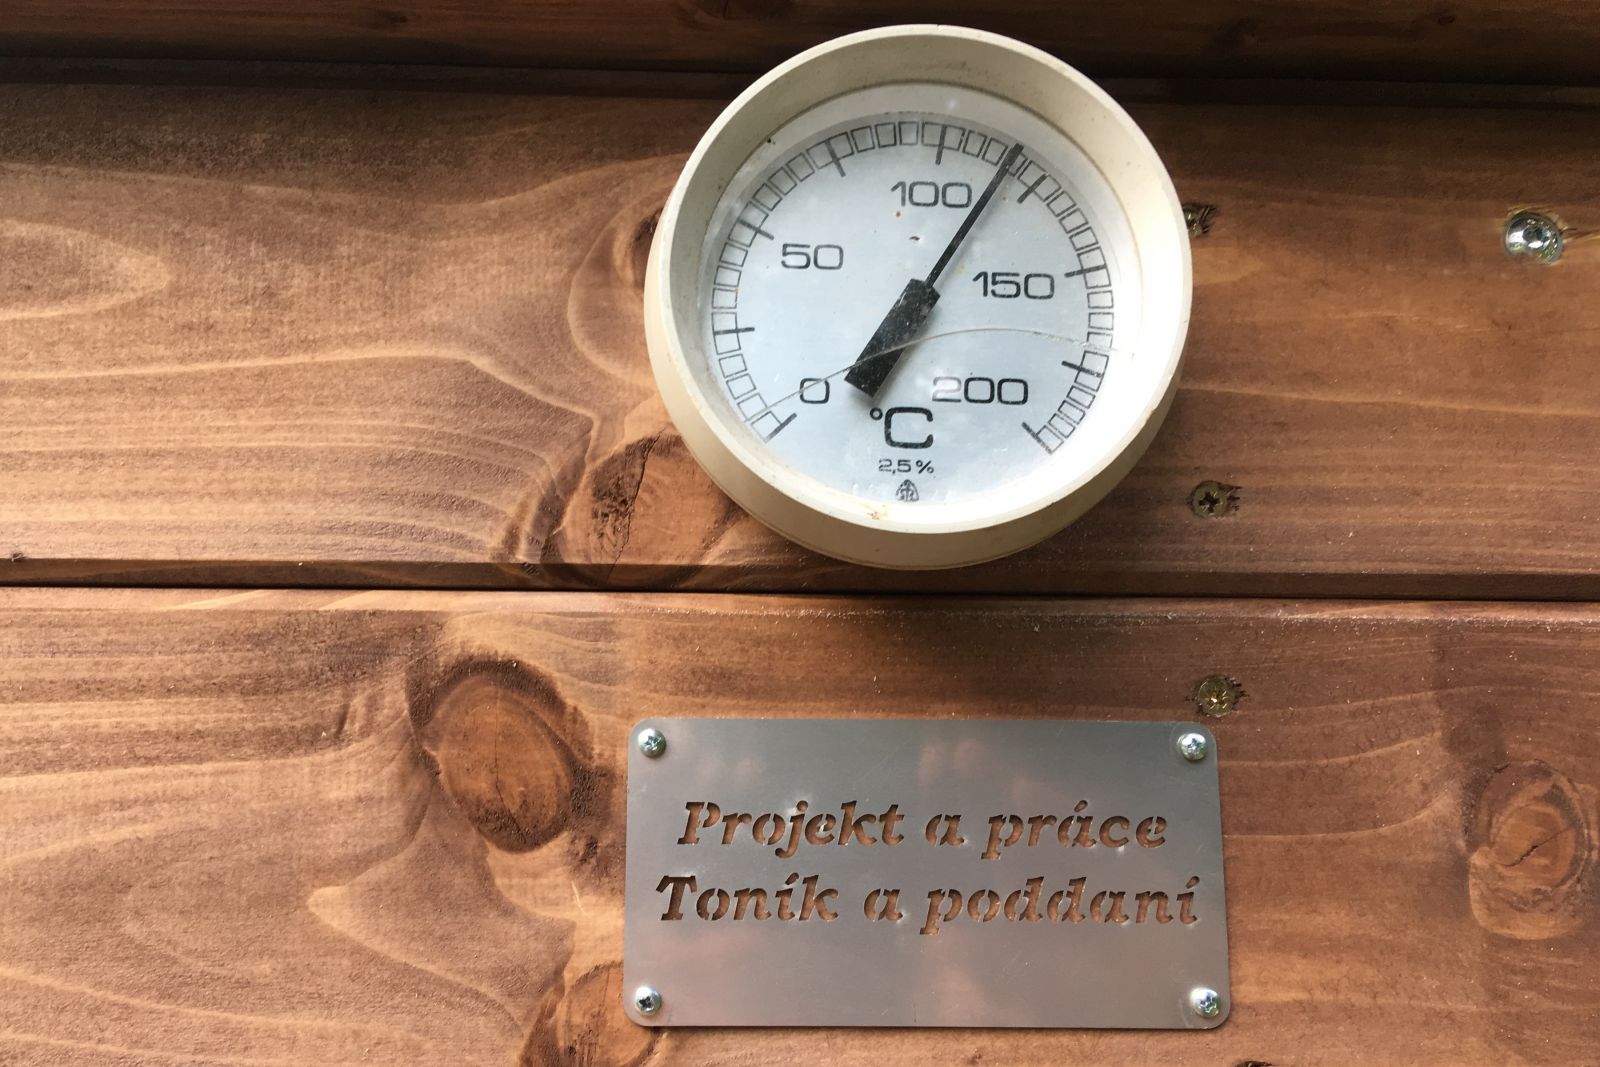 100
50
150
0
200
°C
2,5%
Projekt a práce
Toník a poddaní